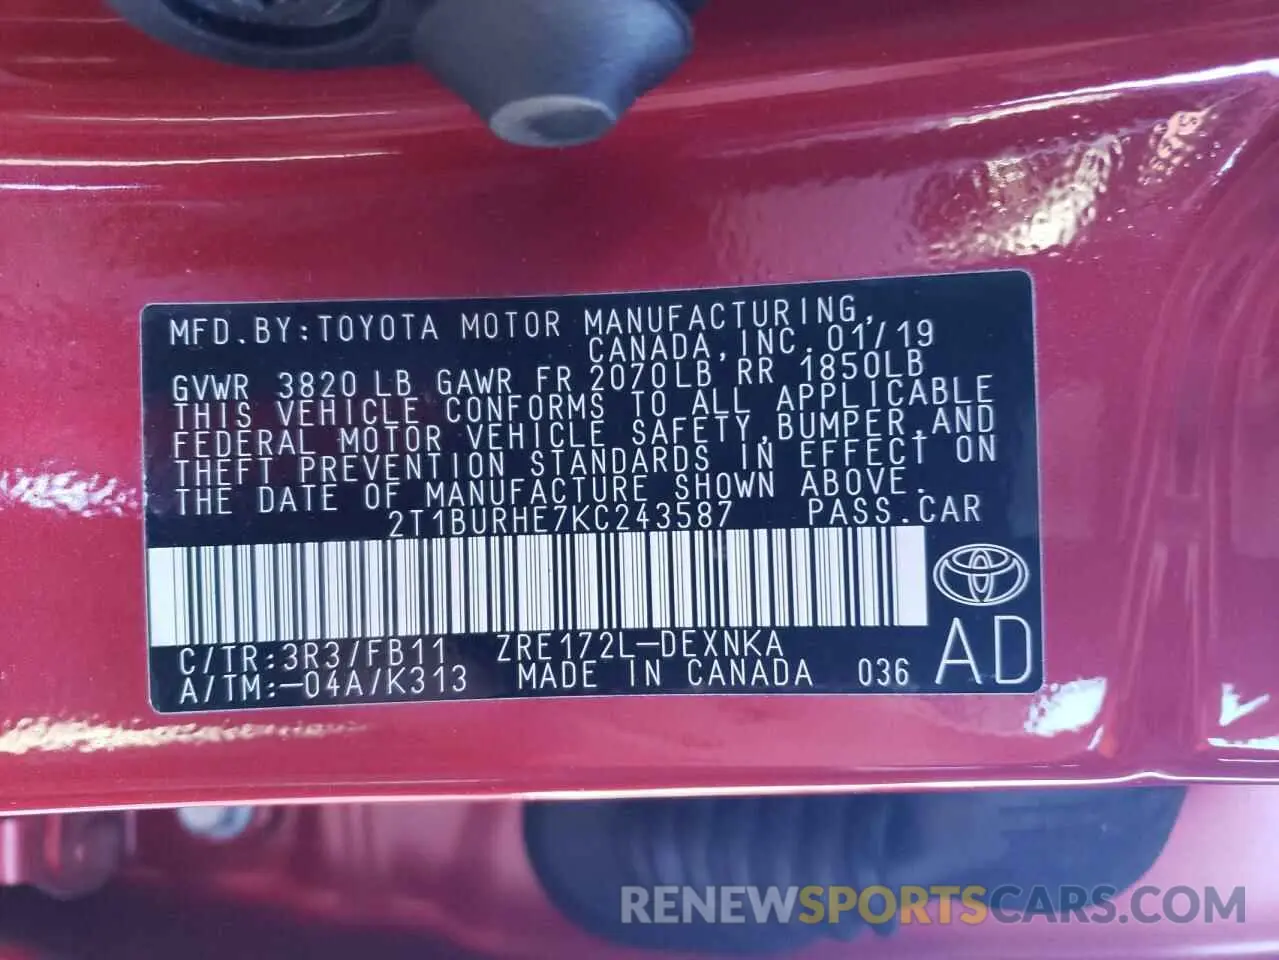 MFD.BY:TOYOTA MOTOR MANUFACTURING,
CANADA,INC.01/19
GVWR 3820LB GAWR FR 2070LB RR 1850LB
THIS VEHICLE CONFORMS TO ALL APPLICABLE
FEDERAL MOTOR VEHICLE SAFETY,BUMPER,AND
THEFT PREVENTION STANDARDS IN EFFECT ON
THE DATE OF MANUFACTURE SHOWN ABOVE.
2T1BURHE7KC243587 PASS.CAR
C/TR:3R3/FB11 ZRE172L-DEXNKA
A/TM:-04A/K313 MADE IN CANADA 036
AD
RENEWSPORTSCARS.COM